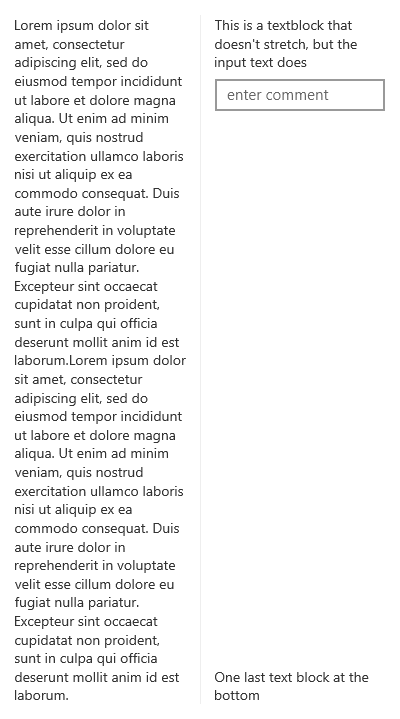 Lorem ipsum dolor sit
amet, consectetur
adipiscing elit, sed do
eiusmod tempor incididunt
ut labore et dolore magna
aliqua. Ut enim ad minim
veniam, quis nostrud
exercitation ullamco laboris
nisi ut aliquip ex ea
commodo consequat. Duis
aute irure dolor in
reprehenderit in voluptate
velit esse cillum dolore eu
fugiat nulla pariatur.
Excepteur sint occaecat
cupidatat non proident,
sunt in culpa qui officia
deserunt mollit anim id est
laborum.Lorem ipsum dolor
sit amet, consectetur
adipiscing elit, sed do
eiusmod tempor incididunt
ut labore et dolore magna
aliqua. Ut enim ad minim
veniam, quis nostrud
exercitation ullamco laboris
nisi ut aliquip ex ea
commodo consequat. Duis
aute irure dolor in
reprehenderit in voluptate
velit esse cillum dolore eu
fugiat nulla pariatur.
Excepteur sint occaecat
cupidatat non proident,
sunt in culpa qui officia
deserunt mollit anim id est
laborum.
This is a textblock that
doesn't stretch, but the
input text does
enter comment
One last text block at the
bottom